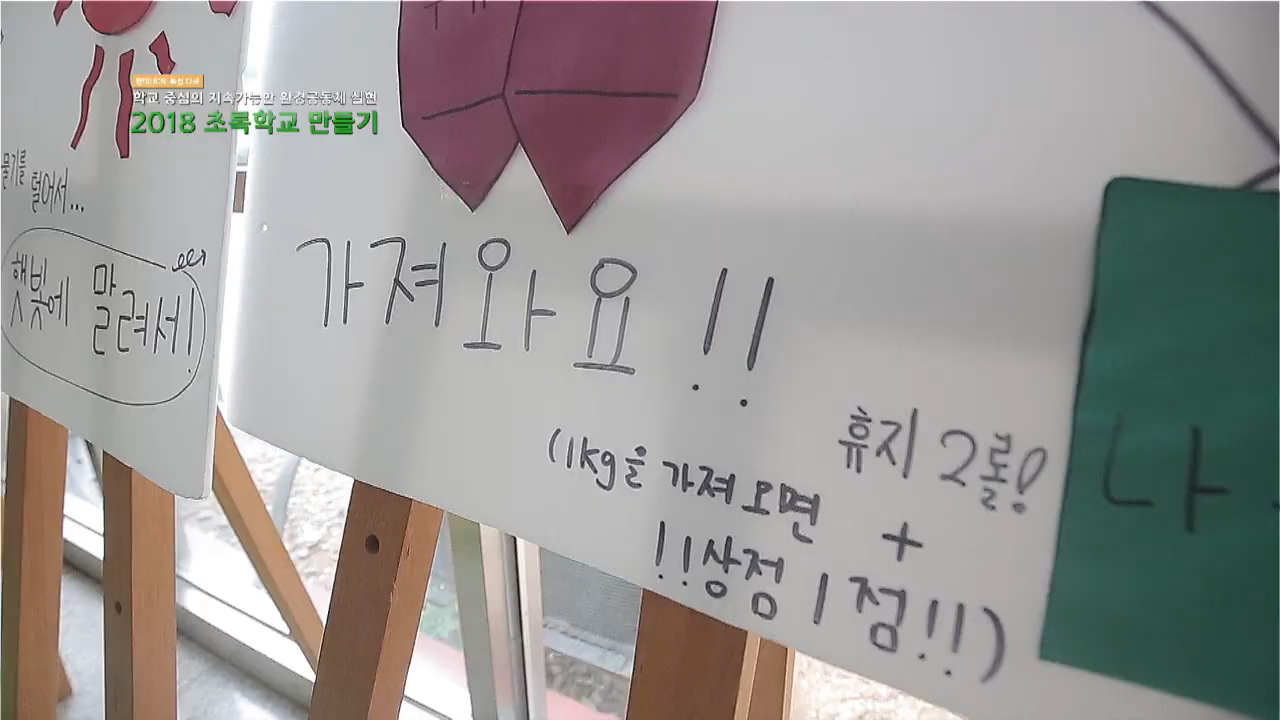 학교 중심의 지속가능한 환경공동체 실현
2018 초록학교 만들기
물기를
털어서...
햇빛에 말려서!
가져와요!!
(1kg을 가져오면 휴지 2롤!
+
!!상점 1점!!)
나